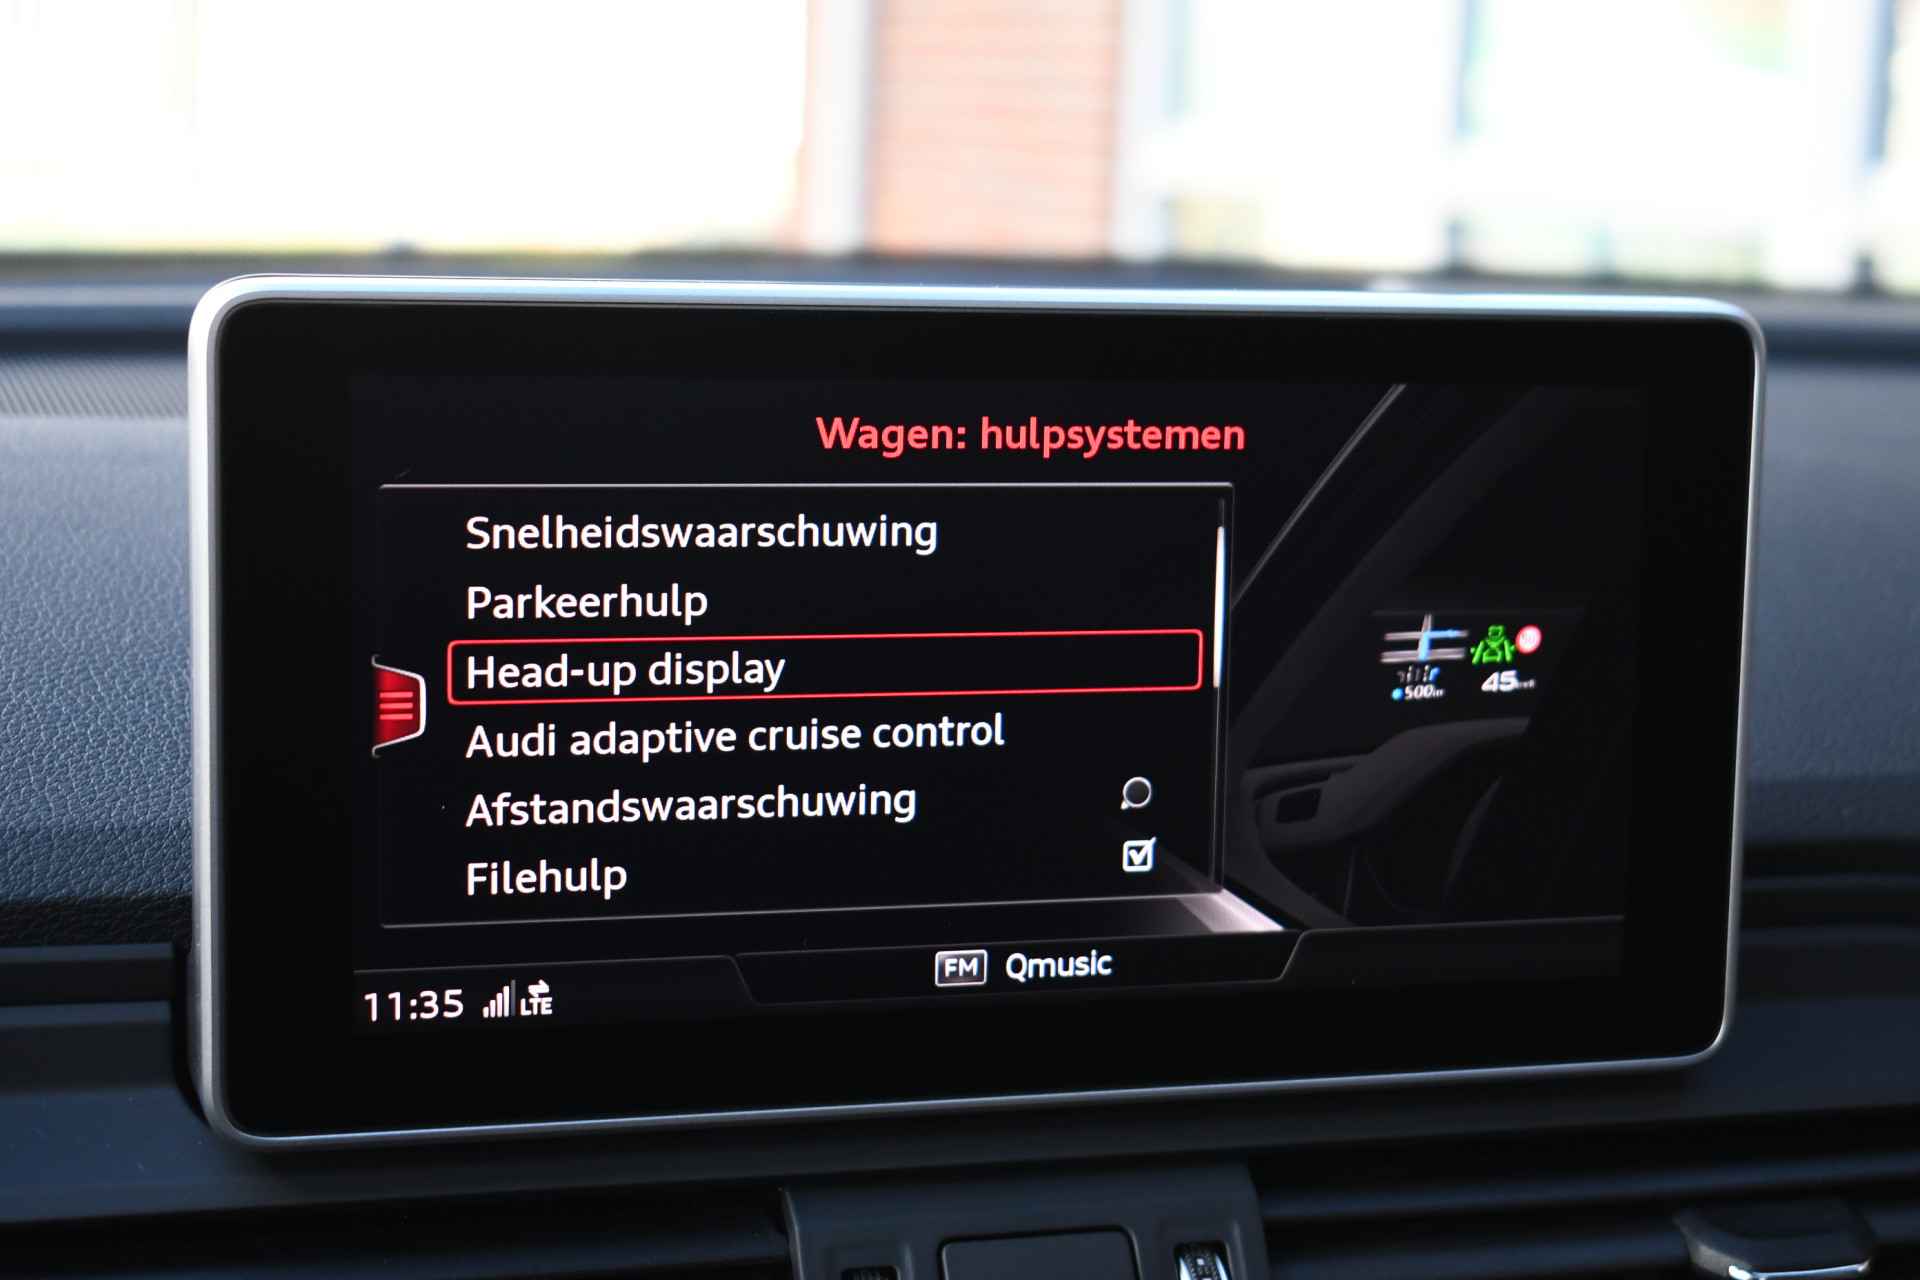 Wagen: hulpsystemen
Snelheidswaarschuwing
Parkeerhulp
Head-up display
Audi adaptive cruise control
Afstandswaarschuwing
Filehulp
500m
45
FM Qmusic
11:35 LTE